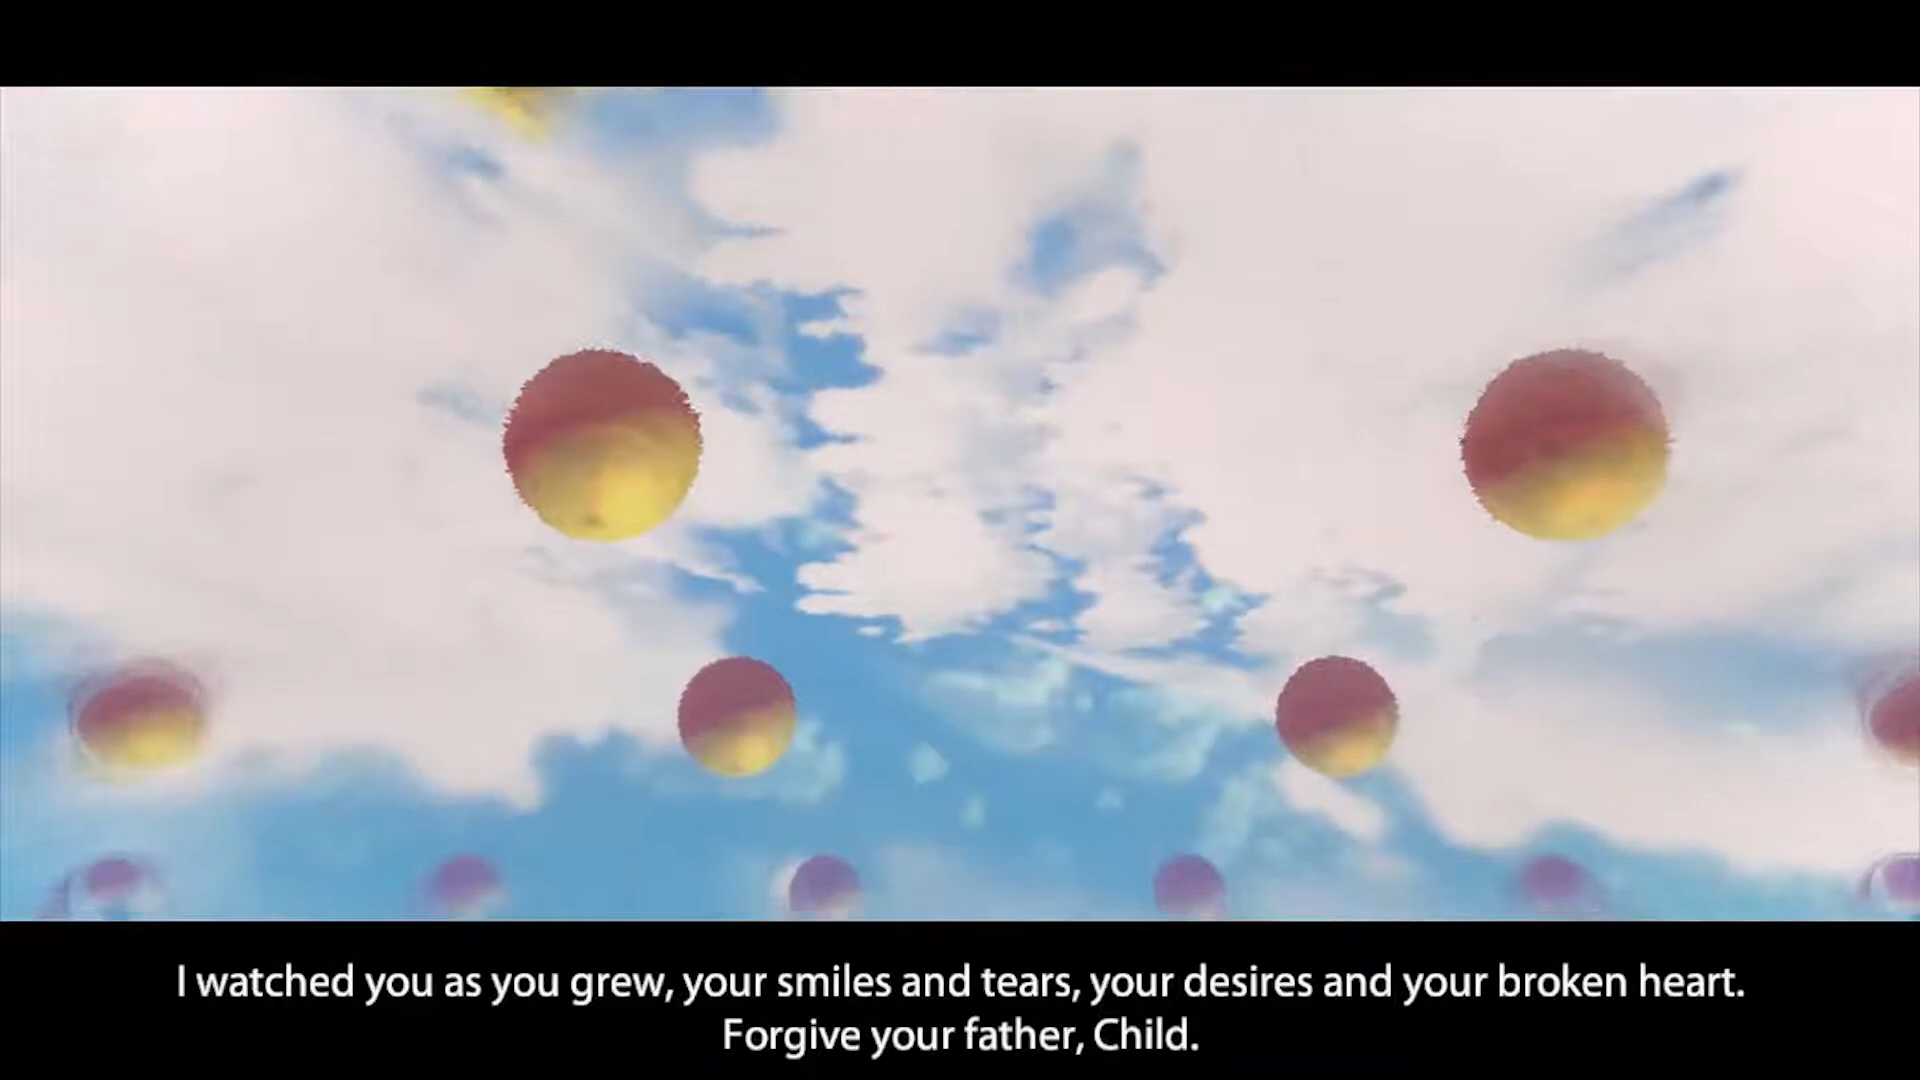 I watched you as you grew, your smiles and tears, your desires and your broken heart.
Forgive your father, Child.